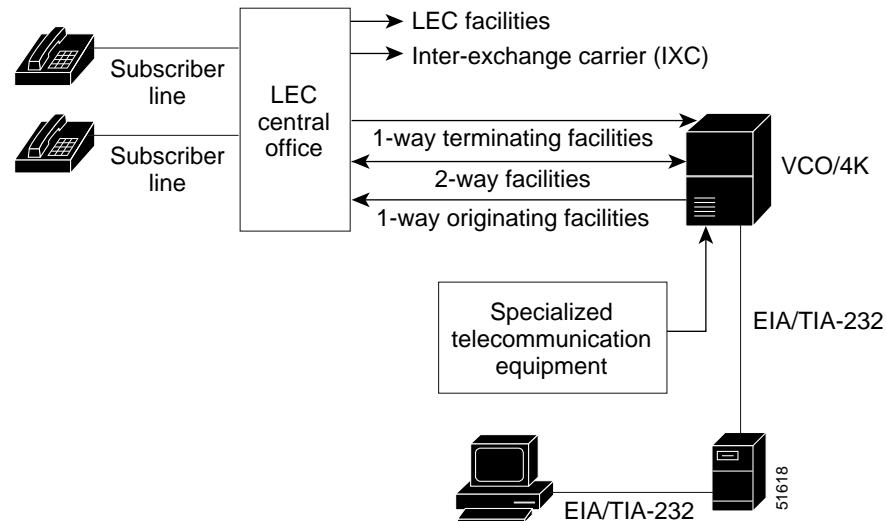 LEC facilities
Inter-exchange carrier (IXC)
Subscriber
line
LEC
central
office
Subscriber
line
1-way terminating facilities
VCO/4K
2-way facilities
1-way originating facilities
Specialized
telecommunication
equipment
EIA/TIA-232
EIA/TIA-232
51618